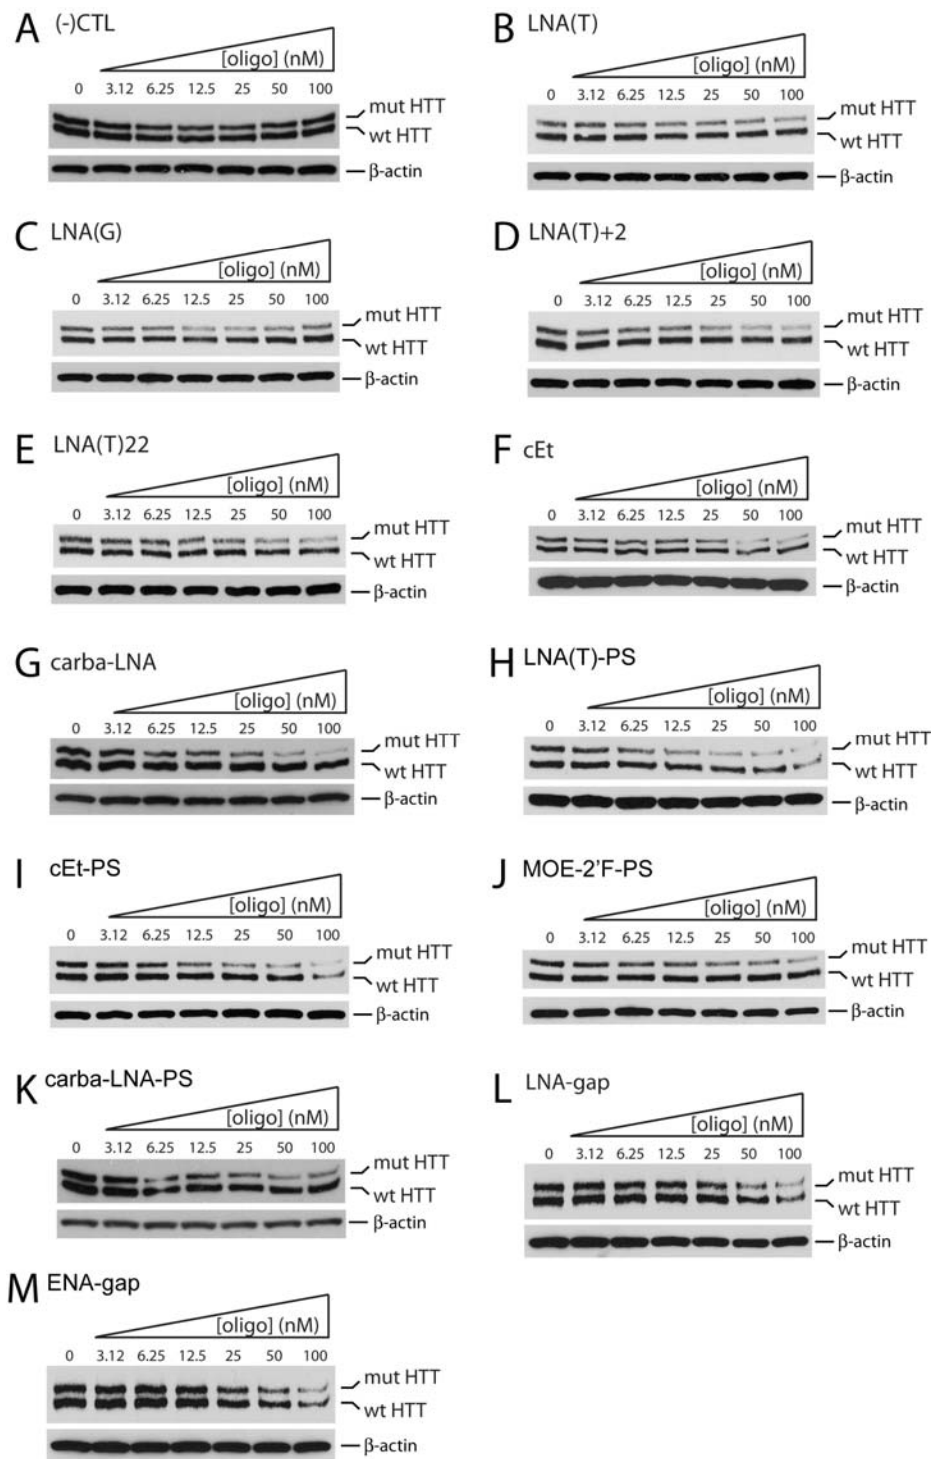 A (-)CTL
[oligo] (nM)
0 3.12 6.25 12.5 25 50 100
mut HTT
wt HTT
β-actin
B LNA(T)
[oligo] (nM)
0 3.12 6.25 12.5 25 50 100
mut HTT
wt HTT
β-actin
C LNA(G)
[oligo] (nM)
0 3.12 6.25 12.5 25 50 100
mut HTT
wt HTT
β-actin
D LNA(T)+2
[oligo] (nM)
0 3.12 6.25 12.5 25 50 100
mut HTT
wt HTT
β-actin
E LNA(T)22
[oligo] (nM)
0 3.12 6.25 12.5 25 50 100
mut HTT
wt HTT
β-actin
F cEt
[oligo] (nM)
0 3.12 6.25 12.5 25 50 100
mut HTT
wt HTT
β-actin
G carba-LNA
[oligo] (nM)
0 3.12 6.25 12.5 25 50 100
mut HTT
wt HTT
β-actin
H LNA(T)-PS
[oligo] (nM)
0 3.12 6.25 12.5 25 50 100
mut HTT
wt HTT
β-actin
I cEt-PS
[oligo] (nM)
0 3.12 6.25 12.5 25 50 100
mut HTT
wt HTT
β-actin
J MOE-2'F-PS
[oligo] (nM)
0 3.12 6.25 12.5 25 50 100
mut HTT
wt HTT
β-actin
K carba-LNA-PS
[oligo] (nM)
0 3.12 6.25 12.5 25 50 100
mut HTT
wt HTT
β-actin
L LNA-gap
[oligo] (nM)
0 3.12 6.25 12.5 25 50 100
mut HTT
wt HTT
β-actin
M ENA-gap
[oligo] (nM)
0 3.12 6.25 12.5 25 50 100
mut HTT
wt HTT
β-actin